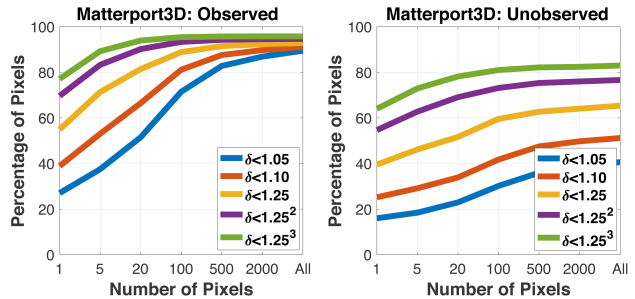 Matterport3D: Observed
Percentage of Pixels
100
80
60
40
20
0
δ<1.05
δ<1.10
δ<1.25
δ<1.25²
δ<1.25³
1 5 20 100 500 2000 All
Number of Pixels
Matterport3D: Unobserved
Percentage of Pixels
100
80
60
40
20
0
δ<1.05
δ<1.10
δ<1.25
δ<1.25²
δ<1.25³
1 5 20 100 500 2000 All
Number of Pixels